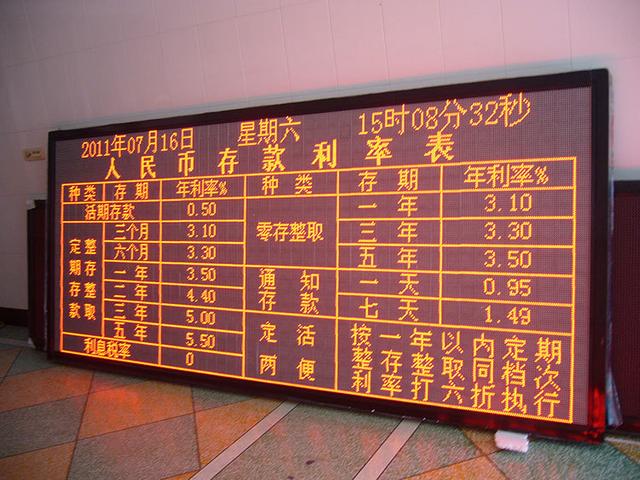 2011年07月16日 星期六 15时08分32秒
人民币存款利率表
种类 存期 年利率% 种类 存期 年利率%
活期存款 0.50
定期存款 整存整取
三个月 3.10
六个月 3.30
一年 3.50
二年 4.40
三年 5.00
五年 5.50
利息税率 0
零存整取
一年 3.10
三年 3.30
五年 3.50
通知存款
一天 0.95
七天 1.49
定活两便
按一年以内定期
整存整取同档次
利率打六折执行